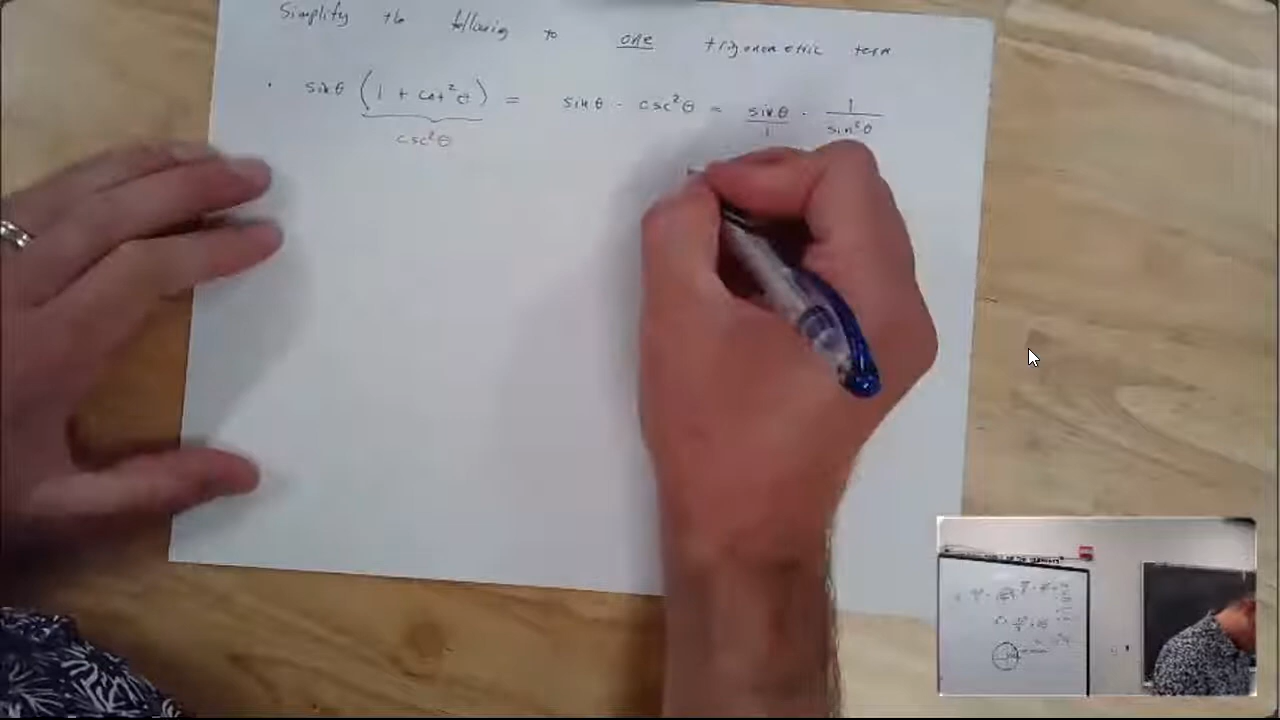 Simplify the following to one trigonometric term
· sin θ (1 + cot²θ) = sin θ · csc²θ = sin θ/1 · 1/sin²θ
csc²θ